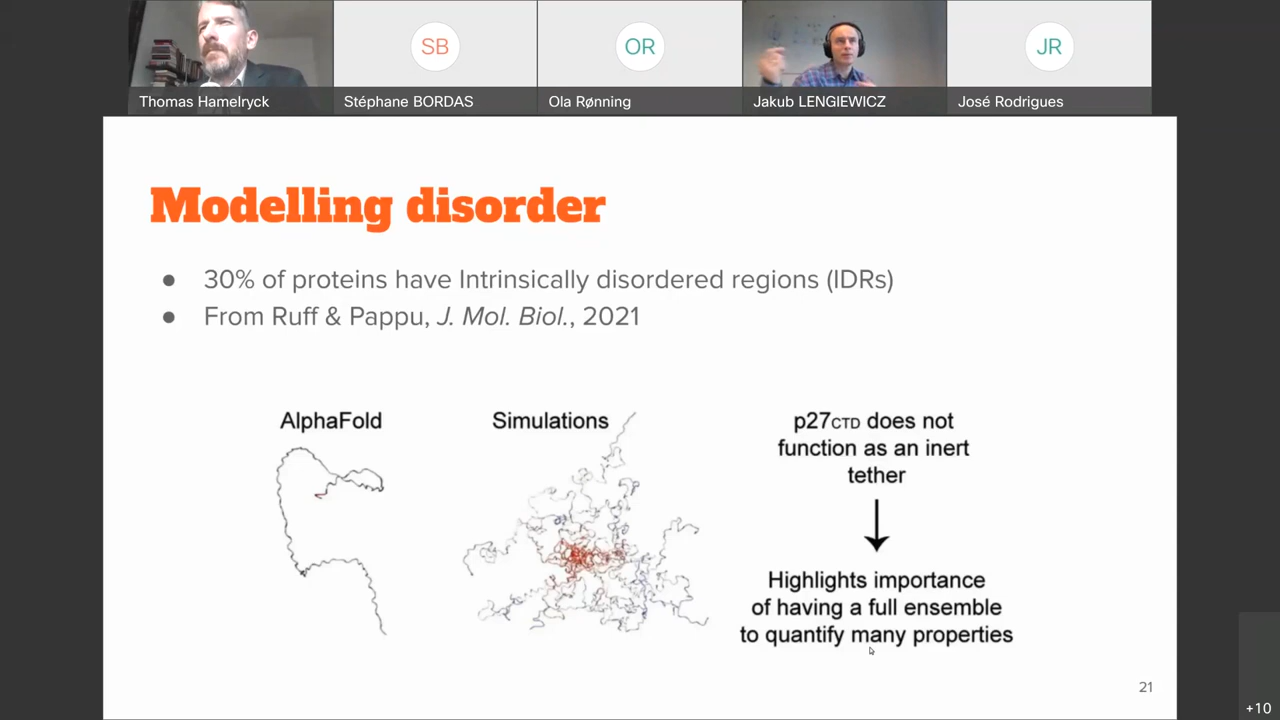 SB
OR
JR
Thomas Hamelryck
Stéphane BORDAS
Ola Rønning
Jakub LENGIEWICZ
José Rodrigues
Modelling disorder
● 30% of proteins have Intrinsically disordered regions (IDRs)
● From Ruff & Pappu, J. Mol. Biol., 2021
AlphaFold
Simulations
p27CTD does not
function as an inert
tether
Highlights importance
of having a full ensemble
to quantify many properties
21
+10